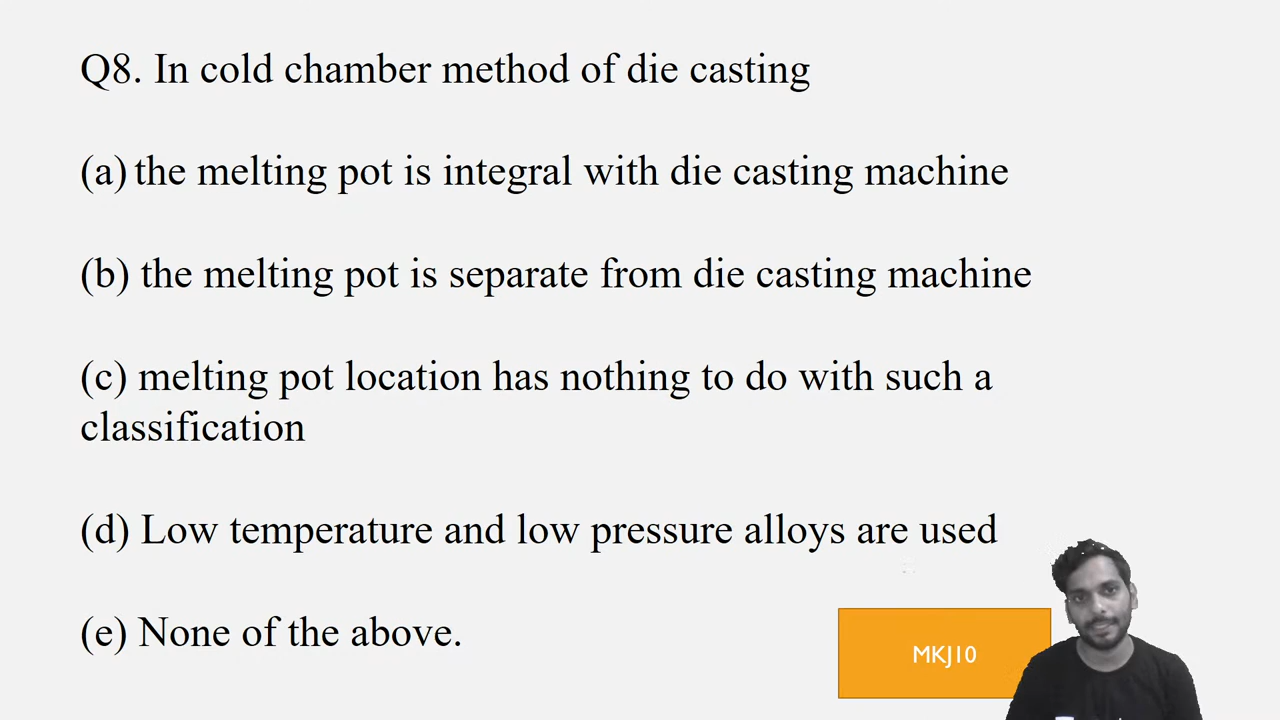 Q8. In cold chamber method of die casting
(a) the melting pot is integral with die casting machine
(b) the melting pot is separate from die casting machine
(c) melting pot location has nothing to do with such a
classification
(d) Low temperature and low pressure alloys are used
(e) None of the above.
MKJ10